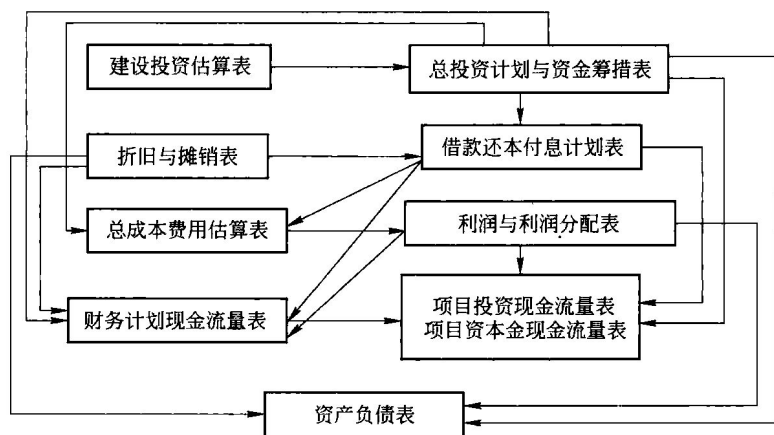 建设投资估算表
总投资计划与资金筹措表
折旧与摊销表
借款还本付息计划表
总成本费用估算表
利润与利润分配表
财务计划现金流量表
项目投资现金流量表
项目资本金现金流量表
资产负债表